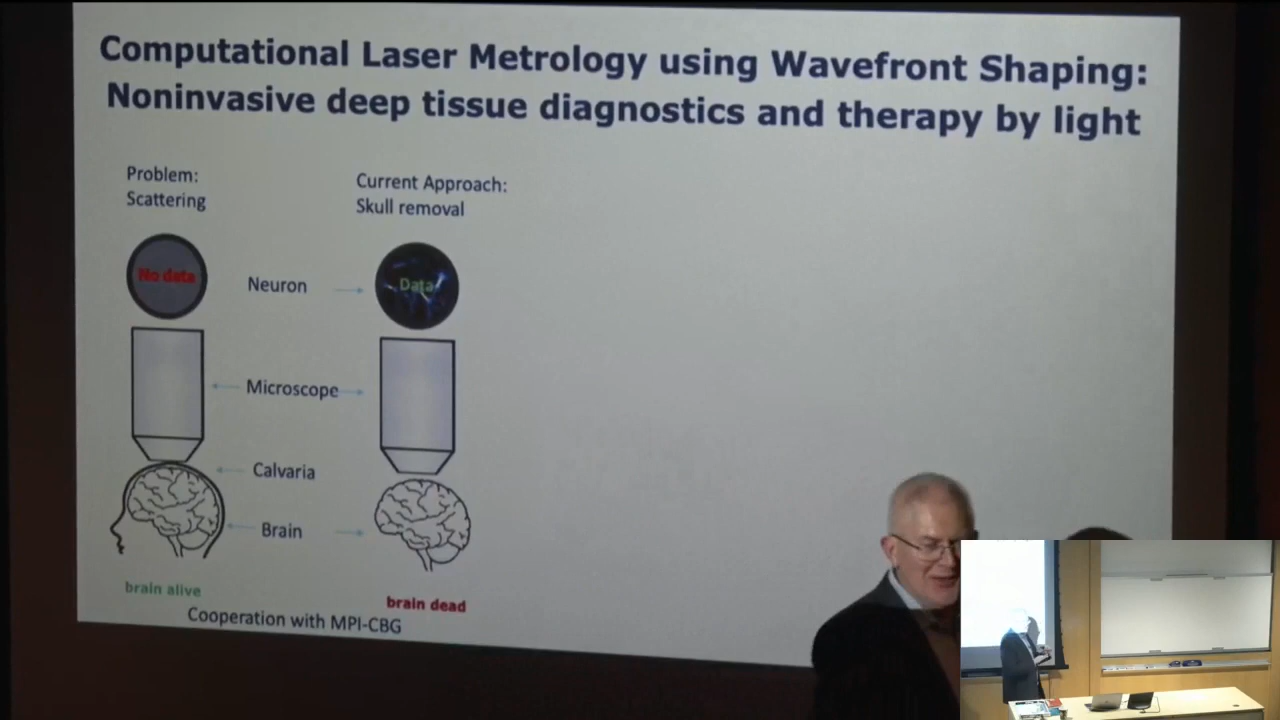 Computational Laser Metrology using Wavefront Shaping:
Noninvasive deep tissue diagnostics and therapy by light
Problem:
Scattering
Current Approach:
Skull removal
No data
Neuron
Data
Microscope
Calvaria
Brain
brain alive
brain dead
Cooperation with MPI-CBG